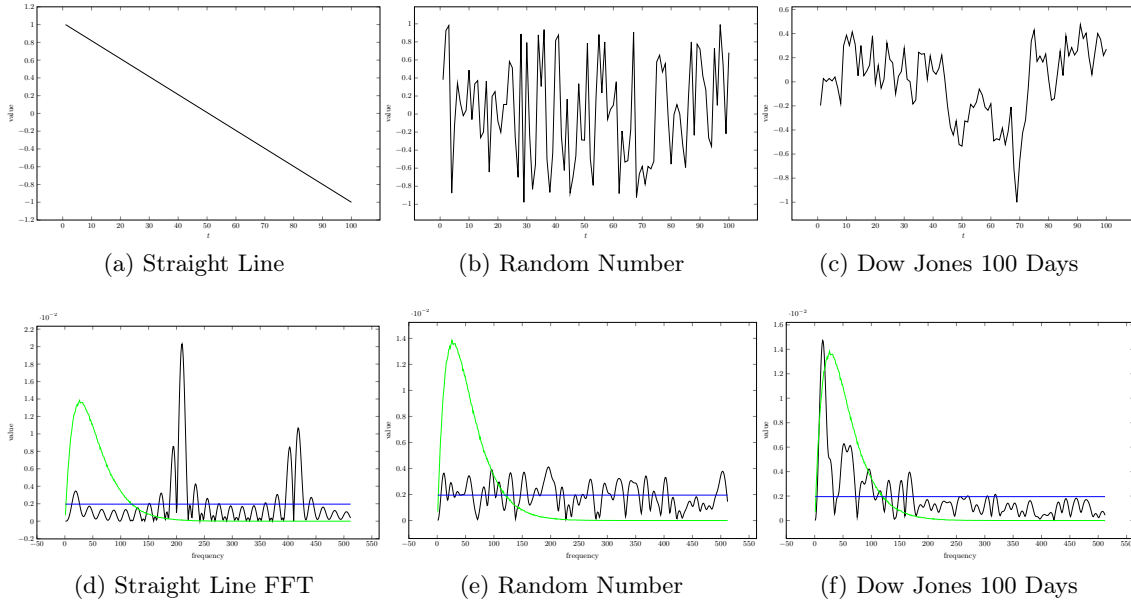 1.2
1
0.8
0.6
0.4
0.2
0
−0.2
−0.4
−0.6
−0.8
−1
−1.2
value
0 10 20 30 40 50 60 70 80 90 100
t
(a) Straight Line
1
0.8
0.6
0.4
0.2
0
−0.2
−0.4
−0.6
−0.8
−1
value
0 10 20 30 40 50 60 70 80 90 100
t
(b) Random Number
0.6
0.4
0.2
0
−0.2
−0.4
−0.6
−0.8
−1
value
0 10 20 30 40 50 60 70 80 90 100
t
(c) Dow Jones 100 Days
·10⁻²
2.2
2
1.8
1.6
1.4
1.2
1
0.8
0.6
0.4
0.2
0
−0.2
value
−50 0 50 100 150 200 250 300 350 400 450 500 550
frequency
(d) Straight Line FFT
·10⁻²
1.4
1.2
1
0.8
0.6
0.4
0.2
0
value
−50 0 50 100 150 200 250 300 350 400 450 500 550
frequency
(e) Random Number
·10⁻²
1.6
1.4
1.2
1
0.8
0.6
0.4
0.2
0
value
−50 0 50 100 150 200 250 300 350 400 450 500 550
frequency
(f) Dow Jones 100 Days